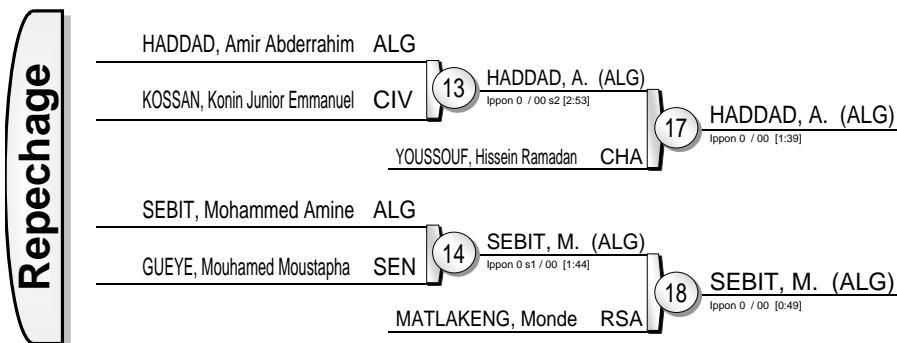 Repechage
HADDAD, Amir Abderrahim ALG
KOSSAN, Konin Junior Emmanuel CIV
13
HADDAD, A. (ALG)
Ippon 0 / 00 s2 [2:53]
YOUSSOUF, Hissein Ramadan CHA
17
HADDAD, A. (ALG)
Ippon 0 / 00 [1:39]
SEBIT, Mohammed Amine ALG
GUEYE, Mouhamed Moustapha SEN
14
SEBIT, M. (ALG)
Ippon 0 s1 / 00 [1:44]
MATLAKENG, Monde RSA
18
SEBIT, M. (ALG)
Ippon 0 / 00 [0:49]